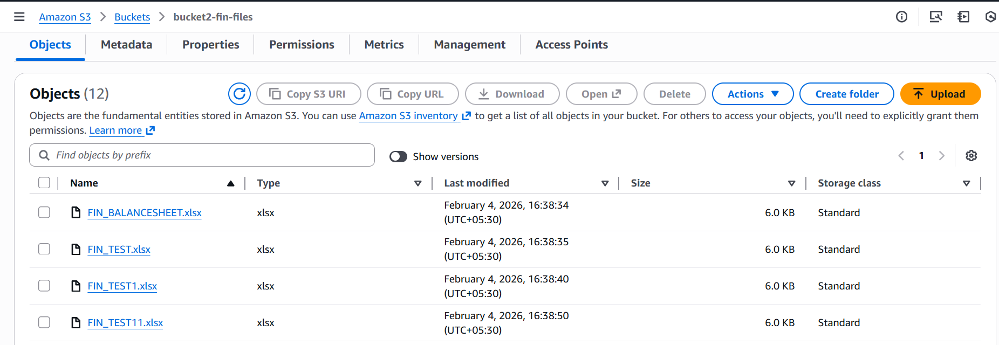 Amazon S3 > Buckets > bucket2-fin-files
Objects Metadata Properties Permissions Metrics Management Access Points
Objects (12) Copy S3 URI Copy URL Download Open Delete Actions Create folder Upload
Objects are the fundamental entities stored in Amazon S3. You can use Amazon S3 inventory to get a list of all objects in your bucket. For others to access your objects, you'll need to explicitly grant them
permissions. Learn more
Find objects by prefix Show versions 1
Name Type Last modified Size Storage class
FIN_BALANCESHEET.xlsx xlsx February 4, 2026, 16:38:34 6.0 KB Standard
(UTC+05:30)
FIN_TEST.xlsx xlsx February 4, 2026, 16:38:35 6.0 KB Standard
(UTC+05:30)
FIN_TEST1.xlsx xlsx February 4, 2026, 16:38:40 6.0 KB Standard
(UTC+05:30)
FIN_TEST11.xlsx xlsx February 4, 2026, 16:38:50 6.0 KB Standard
(UTC+05:30)